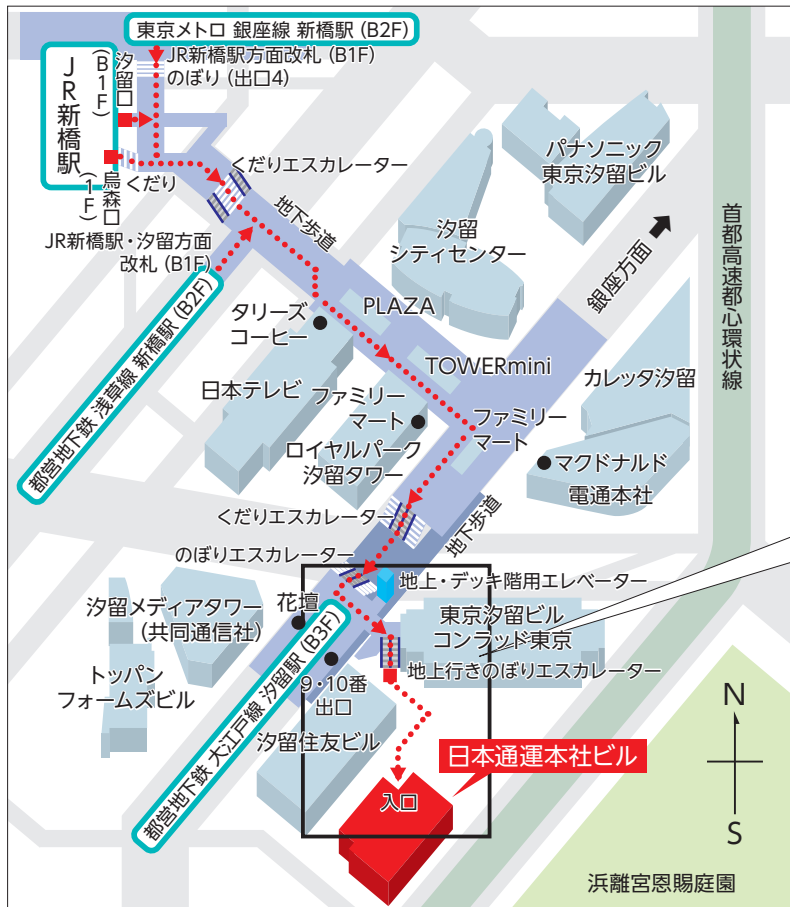 東京メトロ 銀座線 新橋駅 (B2F)
JR新橋駅方面改札 (B1F)
のぼり (出口4)
JR新橋駅
汐留口
(B1F)
烏森口
(1F)
くだり
くだりエスカレーター
地下歩道
JR新橋駅・汐留方面
改札 (B1F)
都営地下鉄 浅草線 新橋駅 (B2F)
パナソニック
東京汐留ビル
汐留
シティセンター
銀座方面
首都高速都心環状線
PLAZA
タリーズ
コーヒー
TOWERmini
日本テレビ
カレッタ汐留
ファミリー
マート
ファミリー
マート
ロイヤルパーク
汐留タワー
マクドナルド
電通本社
くだりエスカレーター
地下歩道
のぼりエスカレーター
地上・デッキ階用エレベーター
汐留メディアタワー
(共同通信社)
花壇
東京汐留ビル
コンラッド東京
トッパン
フォームズビル
地上行きのぼりエスカレーター
9・10番
出口
都営地下鉄 大江戸線 汐留駅 (B3F)
汐留住友ビル
日本通運本社ビル
入口
N
S
浜離宮恩賜庭園